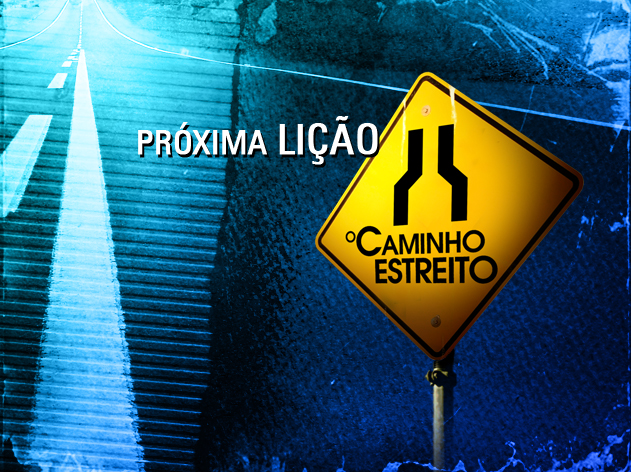 PRÓXIMA LIÇÃO
O CAMINHO
ESTREITO